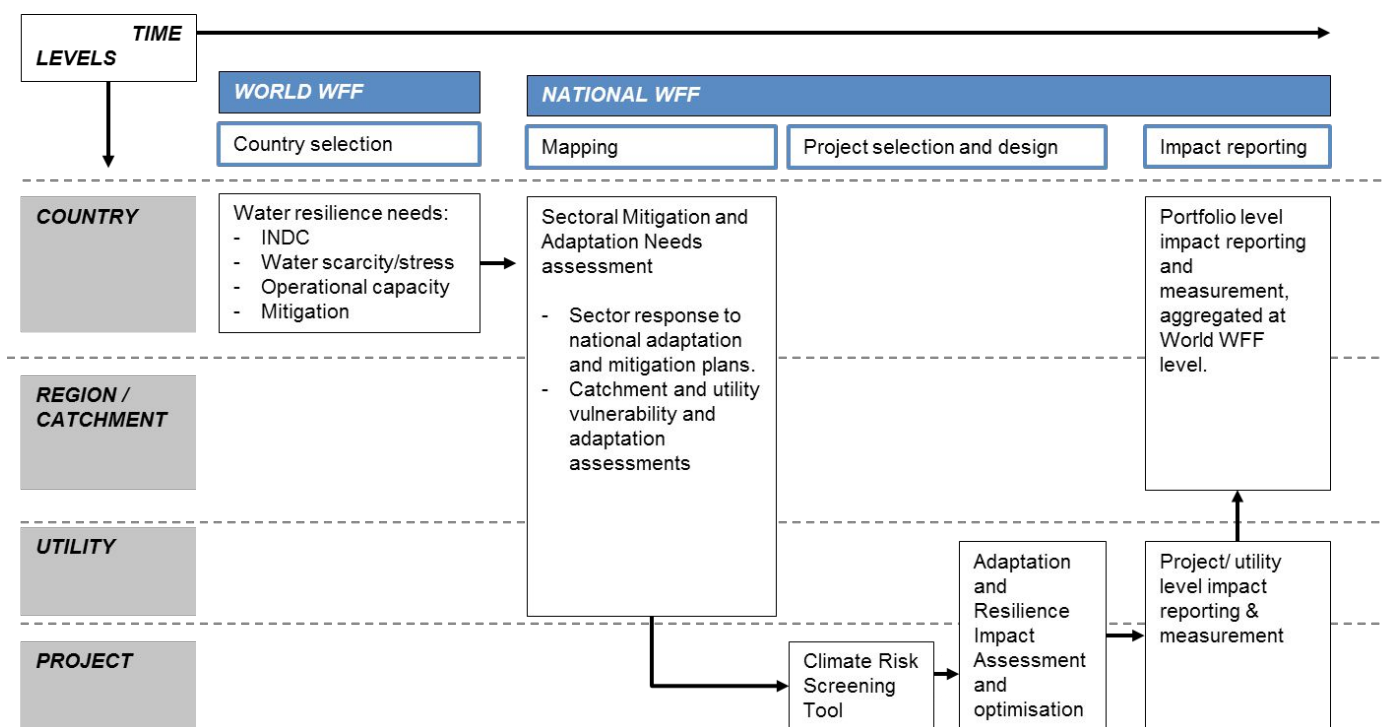 TIME
LEVELS
WORLD WFF
NATIONAL WFF
Country selection
Mapping
Project selection and design
Impact reporting
COUNTRY
Water resilience needs:
- INDC
- Water scarcity/stress
- Operational capacity
- Mitigation
Sectoral Mitigation and
Adaptation Needs
assessment
- Sector response to
national adaptation
and mitigation plans.
- Catchment and utility
vulnerability and
adaptation
assessments
Portfolio level
impact reporting
and
measurement,
aggregated at
World WFF
level.
REGION /
CATCHMENT
UTILITY
Adaptation
and
Resilience
Impact
Assessment
and
optimisation
Project/ utility
level impact
reporting &
measurement
PROJECT
Climate Risk
Screening
Tool